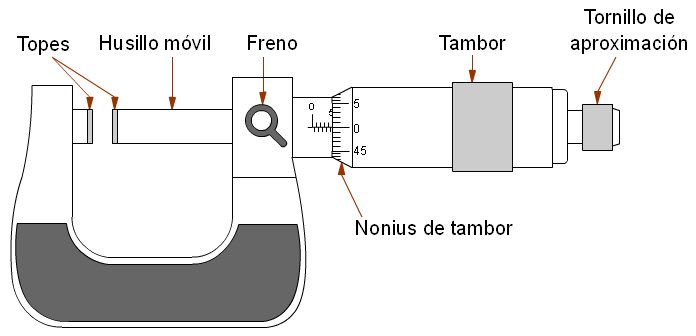 Tornillo de
aproximación
Topes
Husillo móvil
Freno
Tambor
0
5
5
0
45
Nonius de tambor